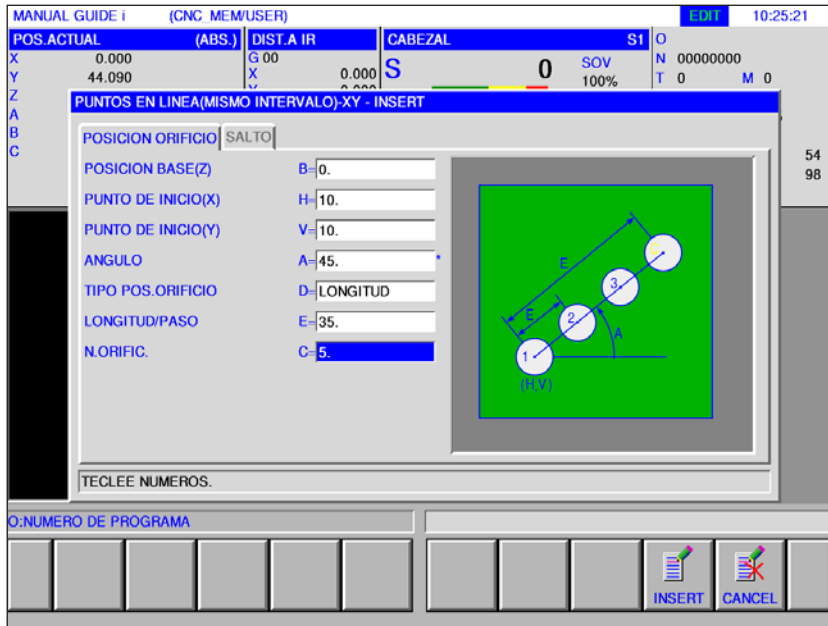 MANUAL GUIDE i (CNC_MEM/USER) EDIT 10:25:21
POS.ACTUAL (ABS.) DIST.A IR CABEZAL S1 O
X 0.000 G 00 S 0 SOV N 00000000
Y 44.090 X 0.000 100% T 0 M 0
Z
A
B
C
54
98
PUNTOS EN LINEA(MISMO INTERVALO)-XY - INSERT
POSICION ORIFICIO SALTO
POSICION BASE(Z) B=0.
PUNTO DE INICIO(X) H=10.
PUNTO DE INICIO(Y) V=10.
ANGULO A=45. *
TIPO POS.ORIFICIO D=LONGITUD
LONGITUD/PASO E=35.
N.ORIFIC. C=5.
E
E
3.
2.
1
A
(H,V)
TECLEE NUMEROS.
O:NUMERO DE PROGRAMA
INSERT CANCEL